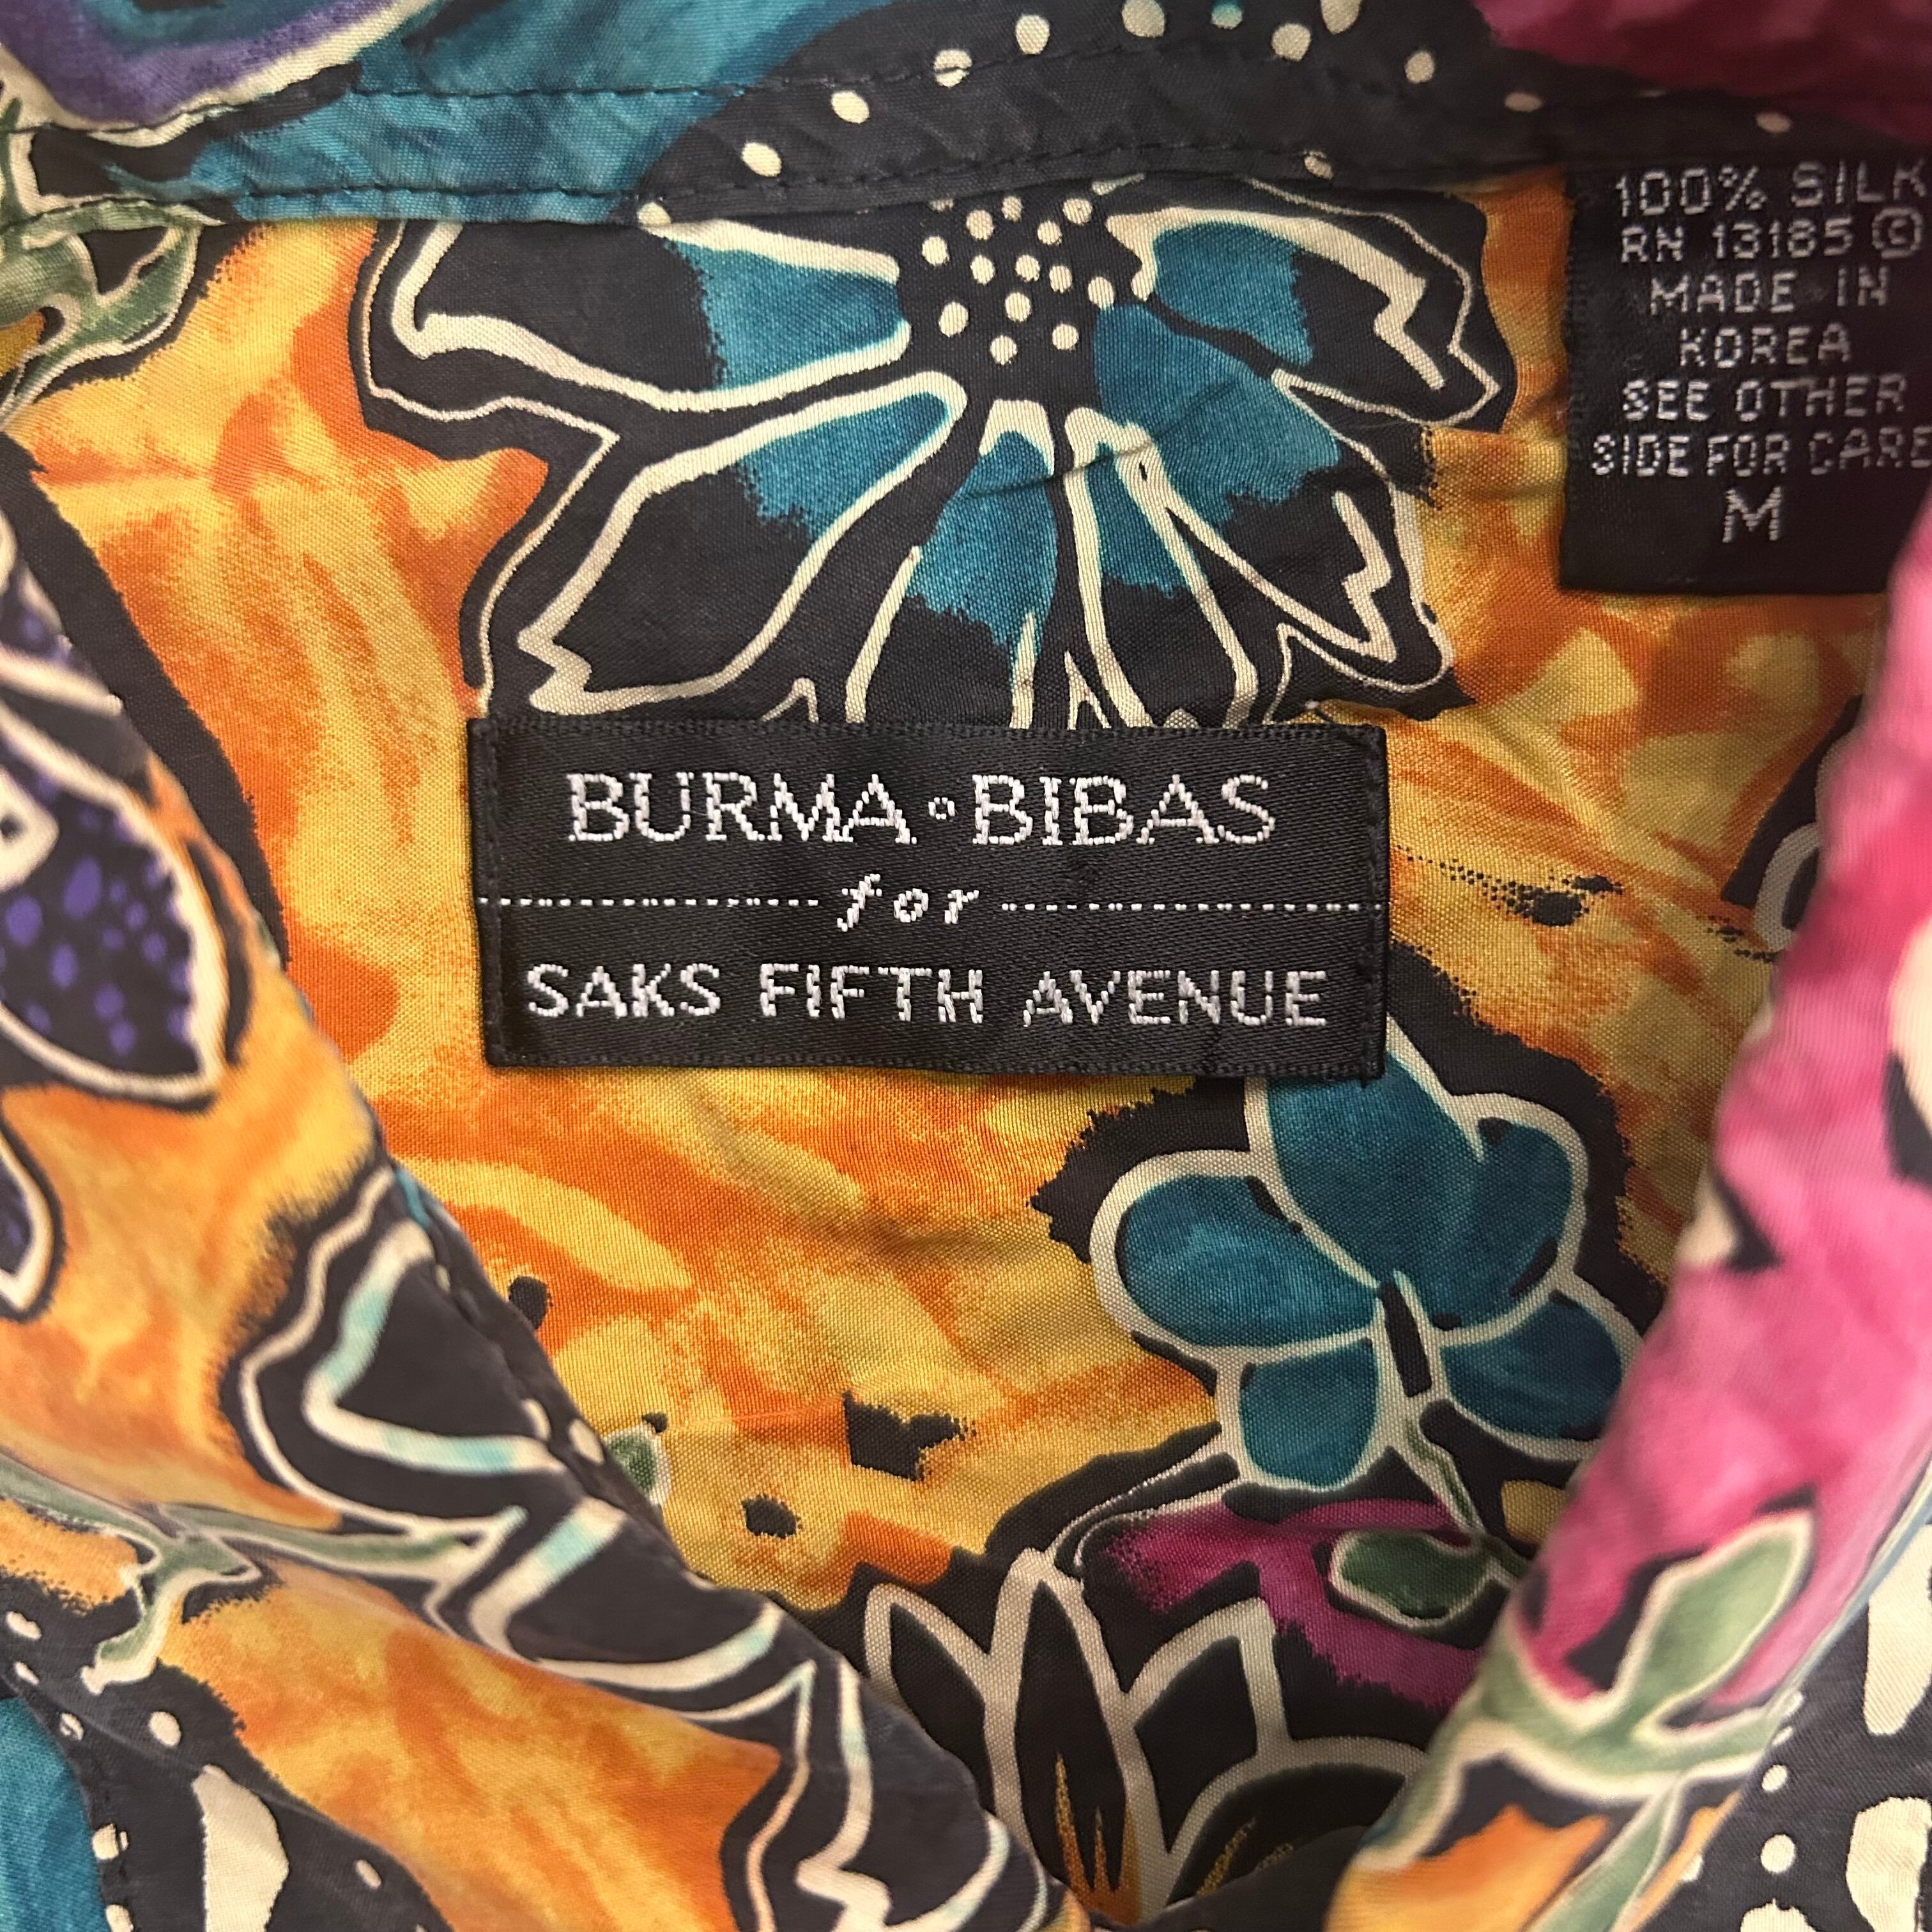 100% SILK
RN 13185 ©
MADE IN
KOREA
SEE OTHER
SIDE FOR CARE
M
BURMA • BIBAS
for
SAKS FIFTH AVENUE